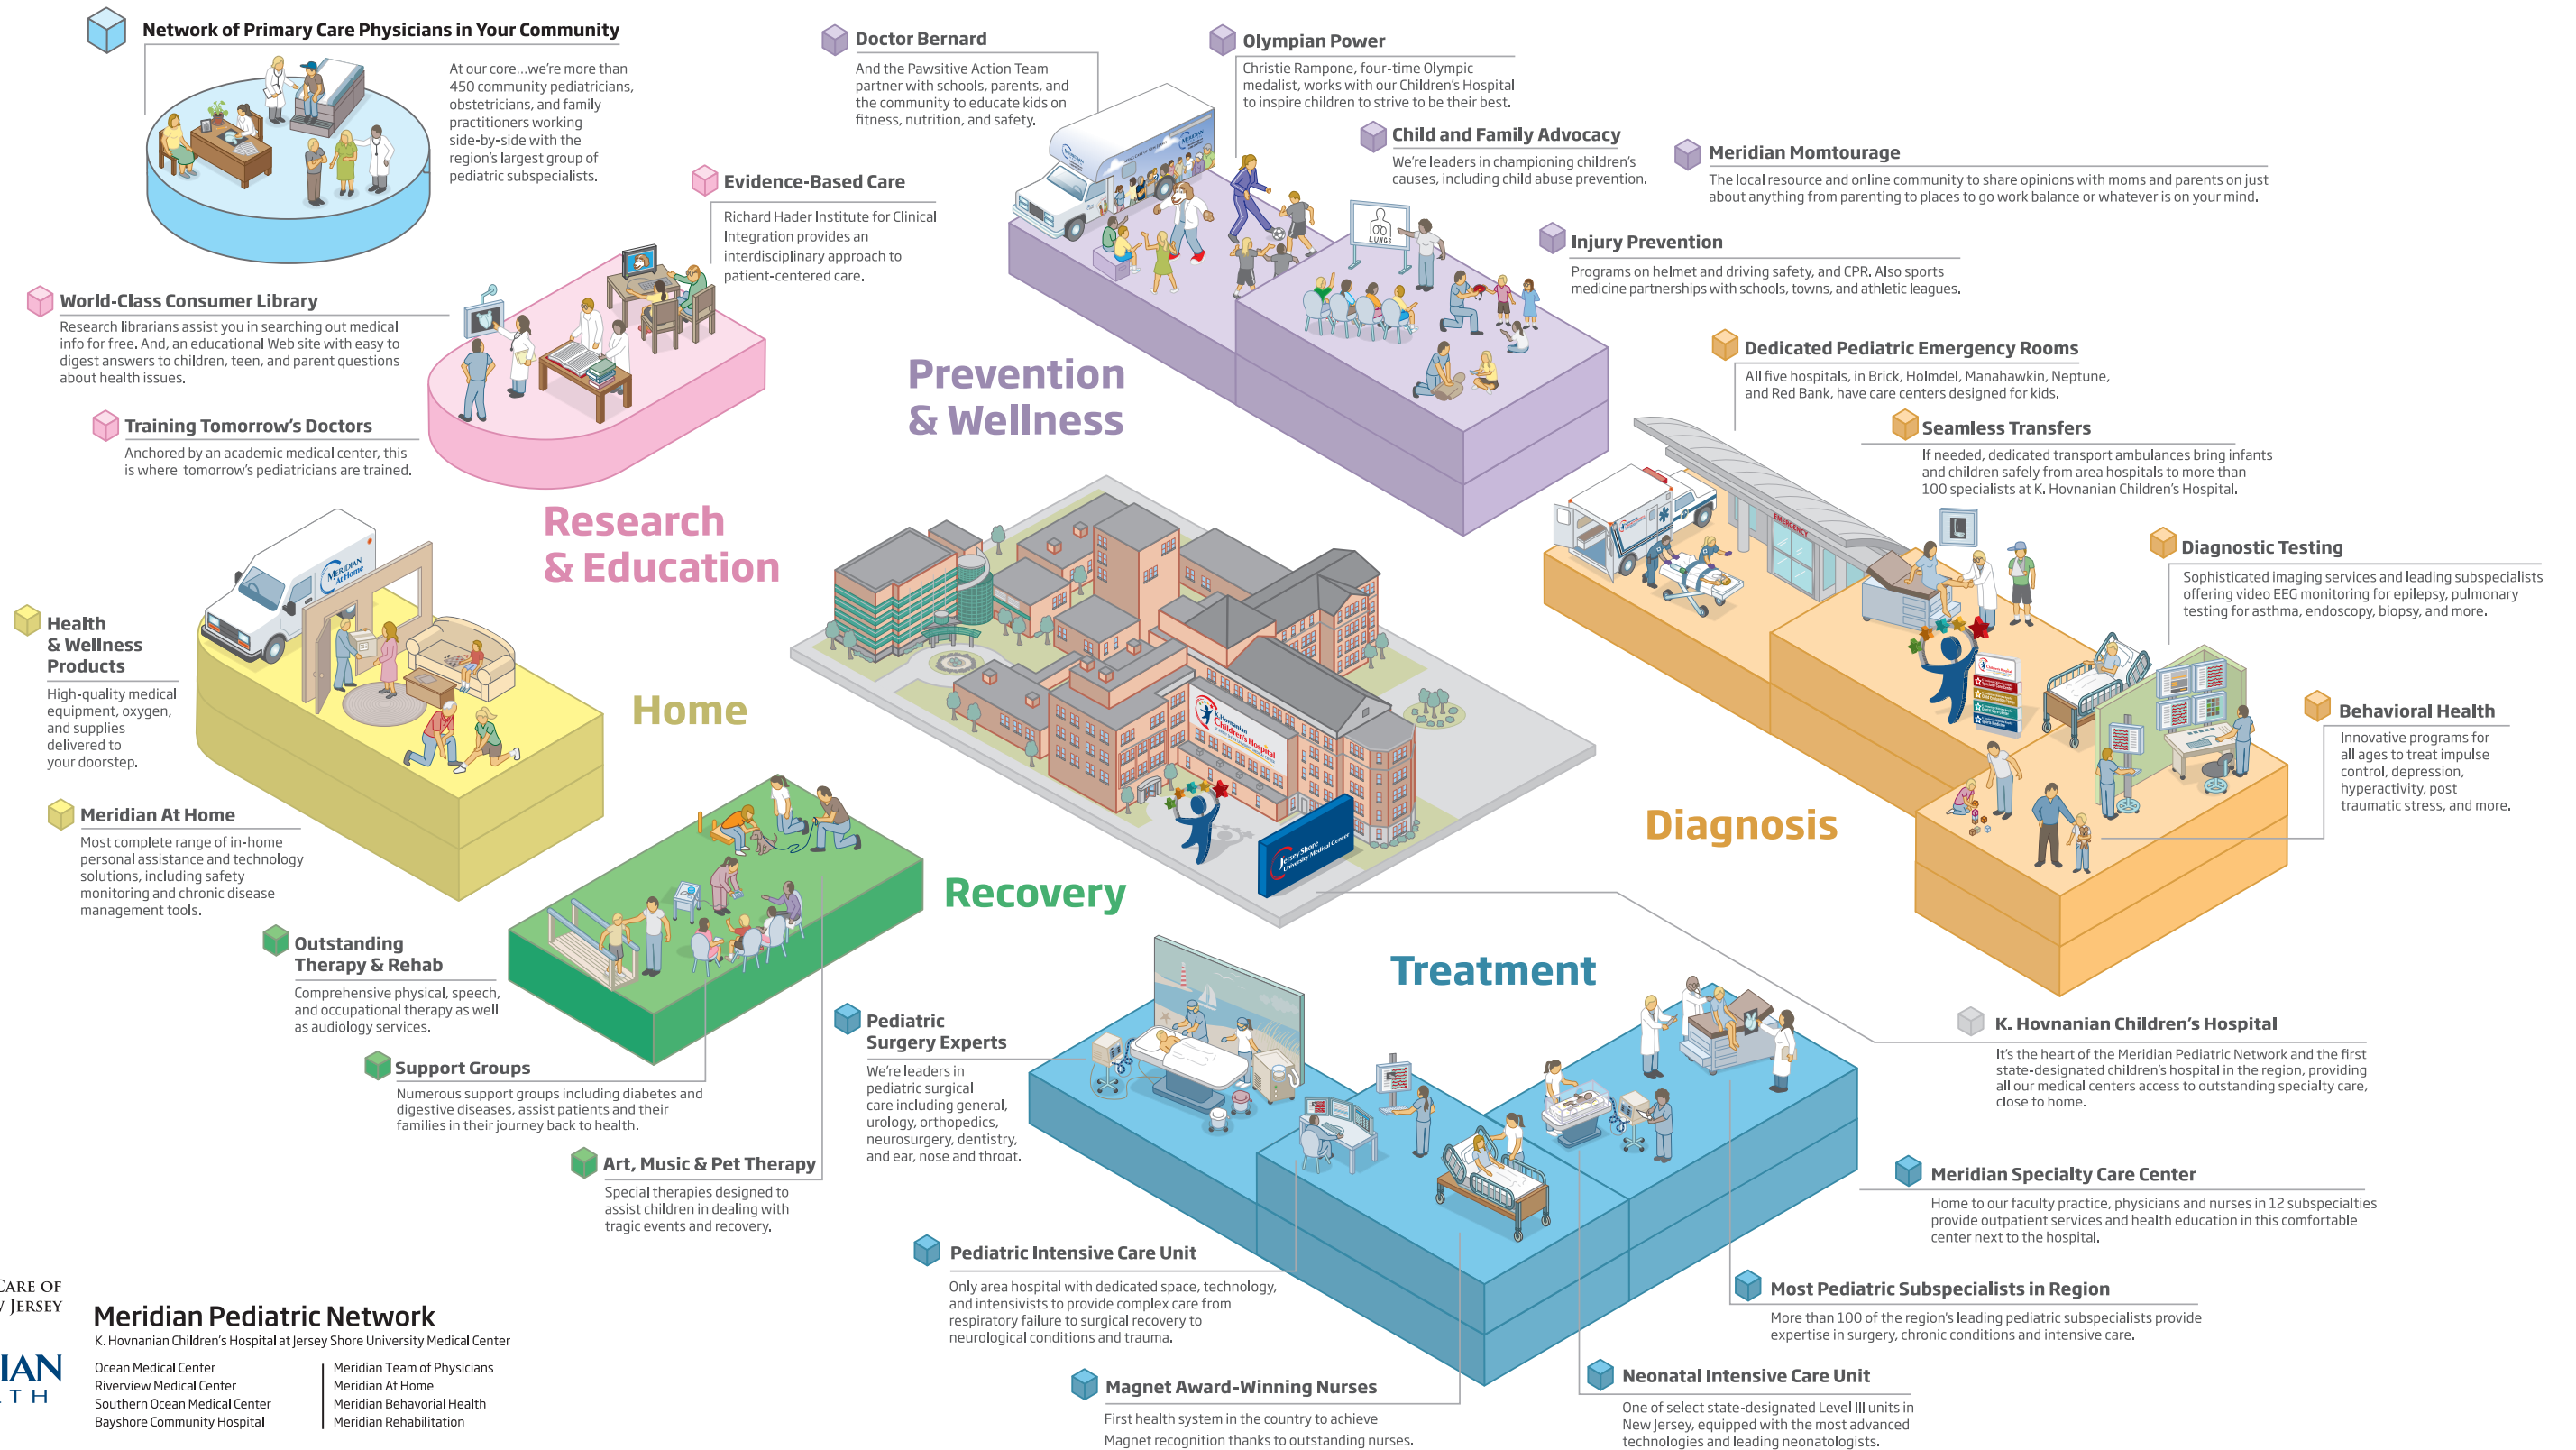 Network of Primary Care Physicians in Your Community
At our core...we're more than
450 community pediatricians,
obstetricians, and family
practitioners working
side-by-side with the
region's largest group of
pediatric subspecialists.
Evidence-Based Care
Richard Hader Institute for Clinical
Integration provides an
interdisciplinary approach to
patient-centered care.
World-Class Consumer Library
Research librarians assist you in searching out medical
info for free. And, an educational Web site with easy to
digest answers to children, teen, and parent questions
about health issues.
Training Tomorrow's Doctors
Anchored by an academic medical center, this
is where tomorrow's pediatricians are trained.
Research
& Education
Doctor Bernard
And the Pawsitive Action Team
partner with schools, parents, and
the community to educate kids on
fitness, nutrition, and safety.
Olympian Power
Christie Rampone, four-time Olympic
medalist, works with our Children's Hospital
to inspire children to strive to be their best.
Child and Family Advocacy
We're leaders in championing children's
causes, including child abuse prevention.
Meridian Momtourage
The local resource and online community to share opinions with moms and parents on just
about anything from parenting to places to go work balance or whatever is on your mind.
Injury Prevention
Programs on helmet and driving safety, and CPR. Also sports
medicine partnerships with schools, towns, and athletic leagues.
MERIDIAN
MERIDIAN
LUNGS
Prevention
& Wellness
Dedicated Pediatric Emergency Rooms
All five hospitals, in Brick, Holmdel, Manahawkin, Neptune,
and Red Bank, have care centers designed for kids.
Seamless Transfers
If needed, dedicated transport ambulances bring infants
and children safely from area hospitals to more than
100 specialists at K. Hovnanian Children's Hospital.
EMERGENCY
Diagnostic Testing
Sophisticated imaging services and leading subspecialists
offering video EEG monitoring for epilepsy, pulmonary
testing for asthma, endoscopy, biopsy, and more.
Behavioral Health
Innovative programs for
all ages to treat impulse
control, depression,
hyperactivity, post
traumatic stress, and more.
Diagnosis
MERIDIAN
At Home
Health
& Wellness
Products
High-quality medical
equipment, oxygen,
and supplies
delivered to
your doorstep.
Home
Meridian At Home
Most complete range of in-home
personal assistance and technology
solutions, including safety
monitoring and chronic disease
management tools.
K. Hovnanian
Children's Hospital
Jersey Shore
University Medical Center
Recovery
Outstanding
Therapy & Rehab
Comprehensive physical, speech,
and occupational therapy as well
as audiology services.
Support Groups
Numerous support groups including diabetes and
digestive diseases, assist patients and their
families in their journey back to health.
Art, Music & Pet Therapy
Special therapies designed to
assist children in dealing with
tragic events and recovery.
Treatment
Pediatric
Surgery Experts
We're leaders in
pediatric surgical
care including general,
urology, orthopedics,
neurosurgery, dentistry,
and ear, nose and throat.
K. Hovnanian Children's Hospital
It's the heart of the Meridian Pediatric Network and the first
state-designated children's hospital in the region, providing
all our medical centers access to outstanding specialty care,
close to home.
Meridian Specialty Care Center
Home to our faculty practice, physicians and nurses in 12 subspecialties
provide outpatient services and health education in this comfortable
center next to the hospital.
Pediatric Intensive Care Unit
Only area hospital with dedicated space, technology,
and intensivists to provide complex care from
respiratory failure to surgical recovery to
neurological conditions and trauma.
Most Pediatric Subspecialists in Region
More than 100 of the region's leading pediatric subspecialists provide
expertise in surgery, chronic conditions and intensive care.
Magnet Award-Winning Nurses
First health system in the country to achieve
Magnet recognition thanks to outstanding nurses.
Neonatal Intensive Care Unit
One of select state-designated Level III units in
New Jersey, equipped with the most advanced
technologies and leading neonatologists.
CARE OF
JERSEY
IAN
TH
Meridian Pediatric Network
K. Hovnanian Children's Hospital at Jersey Shore University Medical Center
Ocean Medical Center
Riverview Medical Center
Southern Ocean Medical Center
Bayshore Community Hospital
Meridian Team of Physicians
Meridian At Home
Meridian Behavorial Health
Meridian Rehabilitation